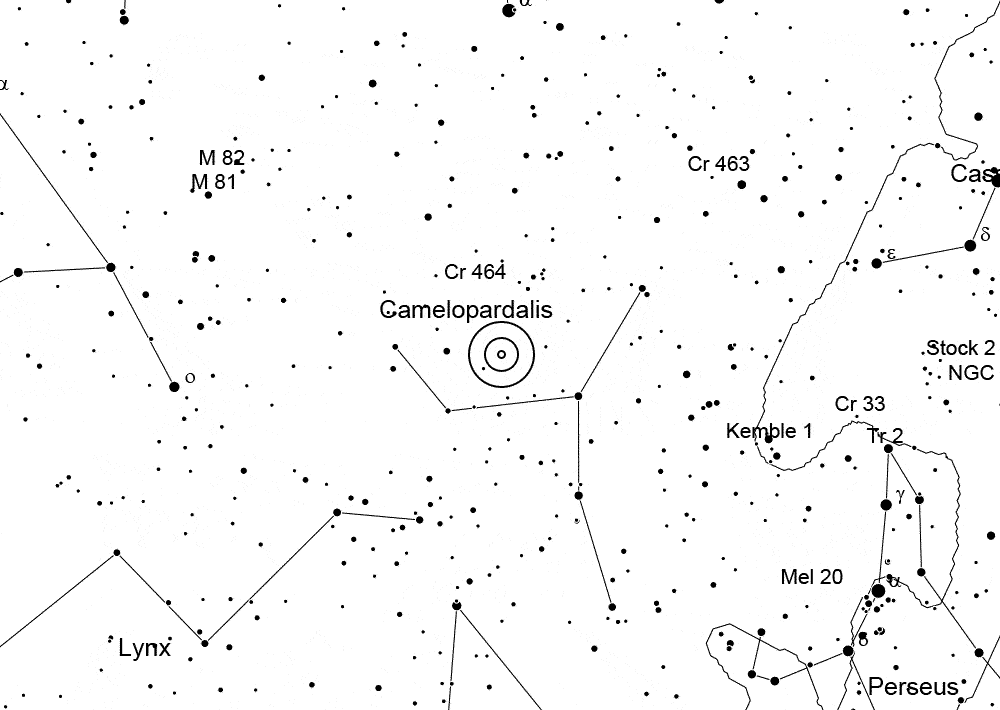 α
α
M 82
M 81
Cr 463
Cas
δ
ε
Cr 464
Camelopardalis
Stock 2
NGC
ο
Cr 33
Kemble 1
Tr 2
γ
Mel 20
α
δ
Lynx
Perseus